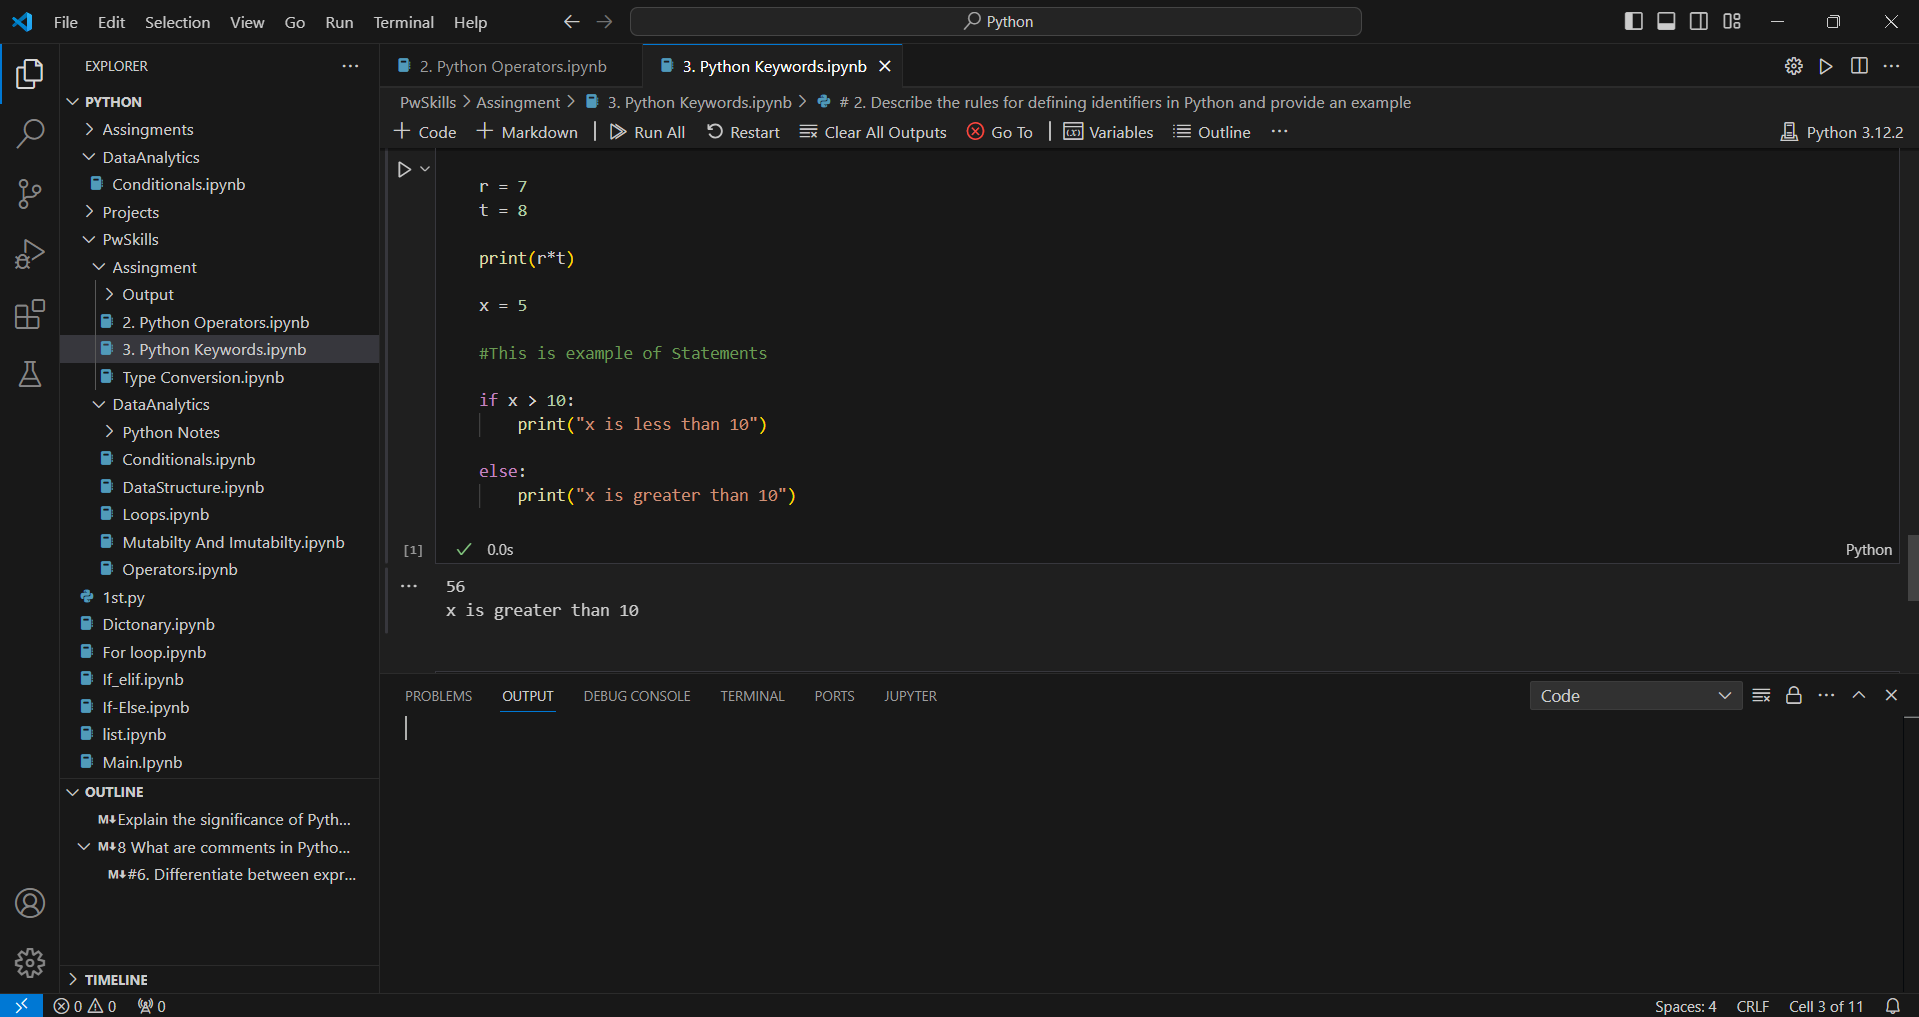 File Edit Selection View Go Run Terminal Help
Python
EXPLORER
PYTHON
Assingments
DataAnalytics
Conditionals.ipynb
Projects
PwSkills
Assingment
Output
2. Python Operators.ipynb
3. Python Keywords.ipynb
Type Conversion.ipynb
DataAnalytics
Python Notes
Conditionals.ipynb
DataStructure.ipynb
Loops.ipynb
Mutabilty And Imutabilty.ipynb
Operators.ipynb
1st.py
Dictonary.ipynb
For loop.ipynb
If_elif.ipynb
If-Else.ipynb
list.ipynb
Main.Ipynb
OUTLINE
M↓Explain the significance of Pyth...
M↓8 What are comments in Pytho...
M↓#6. Differentiate between expr...
TIMELINE
2. Python Operators.ipynb 3. Python Keywords.ipynb
PwSkills > Assingment > 3. Python Keywords.ipynb > # 2. Describe the rules for defining identifiers in Python and provide an example
+ Code + Markdown | Run All Restart Clear All Outputs Go To | Variables Outline ... Python 3.12.2
r = 7
t = 8
print(r*t)
x = 5
#This is example of Statements
if x > 10:
print("x is less than 10")
else:
print("x is greater than 10")
[1] ✓ 0.0s Python
56
x is greater than 10
PROBLEMS OUTPUT DEBUG CONSOLE TERMINAL PORTS JUPYTER Code
0 0 0 Spaces: 4 CRLF Cell 3 of 11